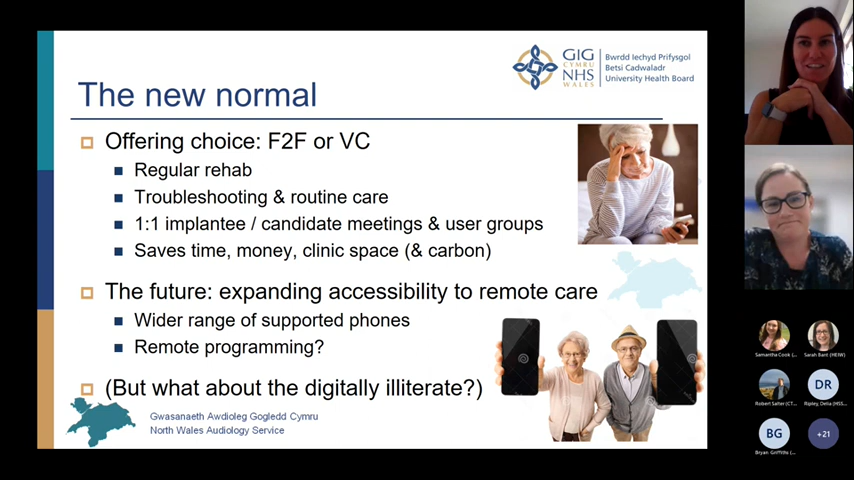 The new normal
GIG
CYMRU
NHS
WALES
Bwrdd Iechyd Prifysgol
Betsi Cadwaladr
University Health Board
Offering choice: F2F or VC
Regular rehab
Troubleshooting & routine care
1:1 implantee / candidate meetings & user groups
Saves time, money, clinic space (& carbon)
The future: expanding accessibility to remote care
Wider range of supported phones
Remote programming?
(But what about the digitally illiterate?)
Gwasanaeth Awdioleg Gogledd Cymru
North Wales Audiology Service
Samantha Cook (...
Sarah Bant (HEIW)
Robert Salter (CT...
DR
Ripley, Delia (HSS...
BG
Bryan Griffiths (...
+21